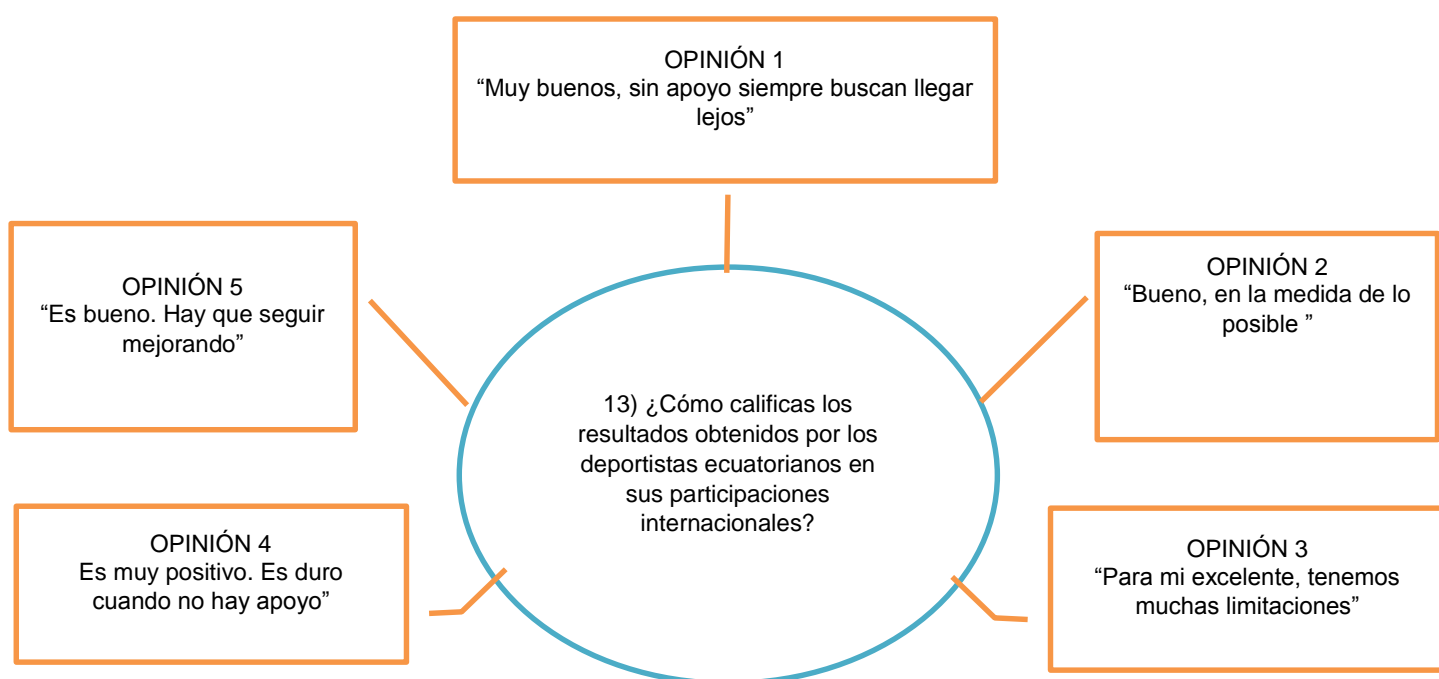 OPINIÓN 1
“Muy buenos, sin apoyo siempre buscan llegar
lejos”
OPINIÓN 5
“Es bueno. Hay que seguir
mejorando”
OPINIÓN 2
“Bueno, en la medida de lo
posible ”
13) ¿Cómo calificas los
resultados obtenidos por los
deportistas ecuatorianos en
sus participaciones
internacionales?
OPINIÓN 4
Es muy positivo. Es duro
cuando no hay apoyo”
OPINIÓN 3
“Para mi excelente, tenemos
muchas limitaciones”